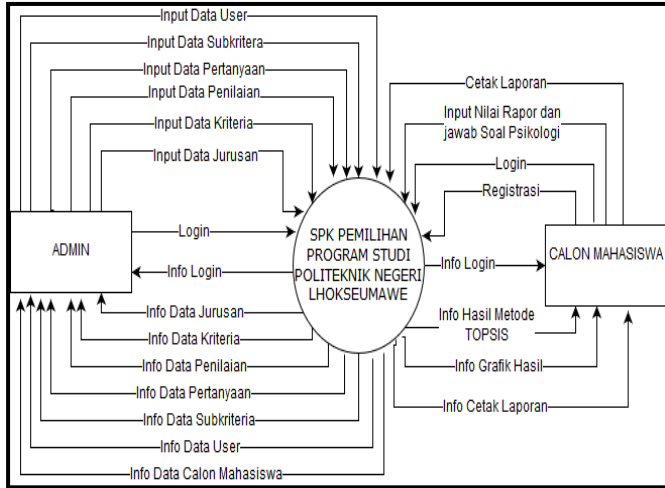 Input Data User
Input Data Subkritera
Input Data Pertanyaan
Input Data Penilaian
Input Data Kriteria
Input Data Jurusan
ADMIN
Login
Info Login
Info Data Jurusan
Info Data Kriteria
Info Data Penilaian
Info Data Pertanyaan
Info Data Subkriteria
Info Data User
Info Data Calon Mahasiswa
SPK PEMILIHAN
PROGRAM STUDI
POLITEKNIK NEGERI
LHOKSEUMAWE
Cetak Laporan
Input Nilai Rapor dan
jawab Soal Psikologi
Login
Registrasi
CALON MAHASISWA
Info Login
Info Hasil Metode
TOPSIS
Info Grafik Hasil
Info Cetak Laporan